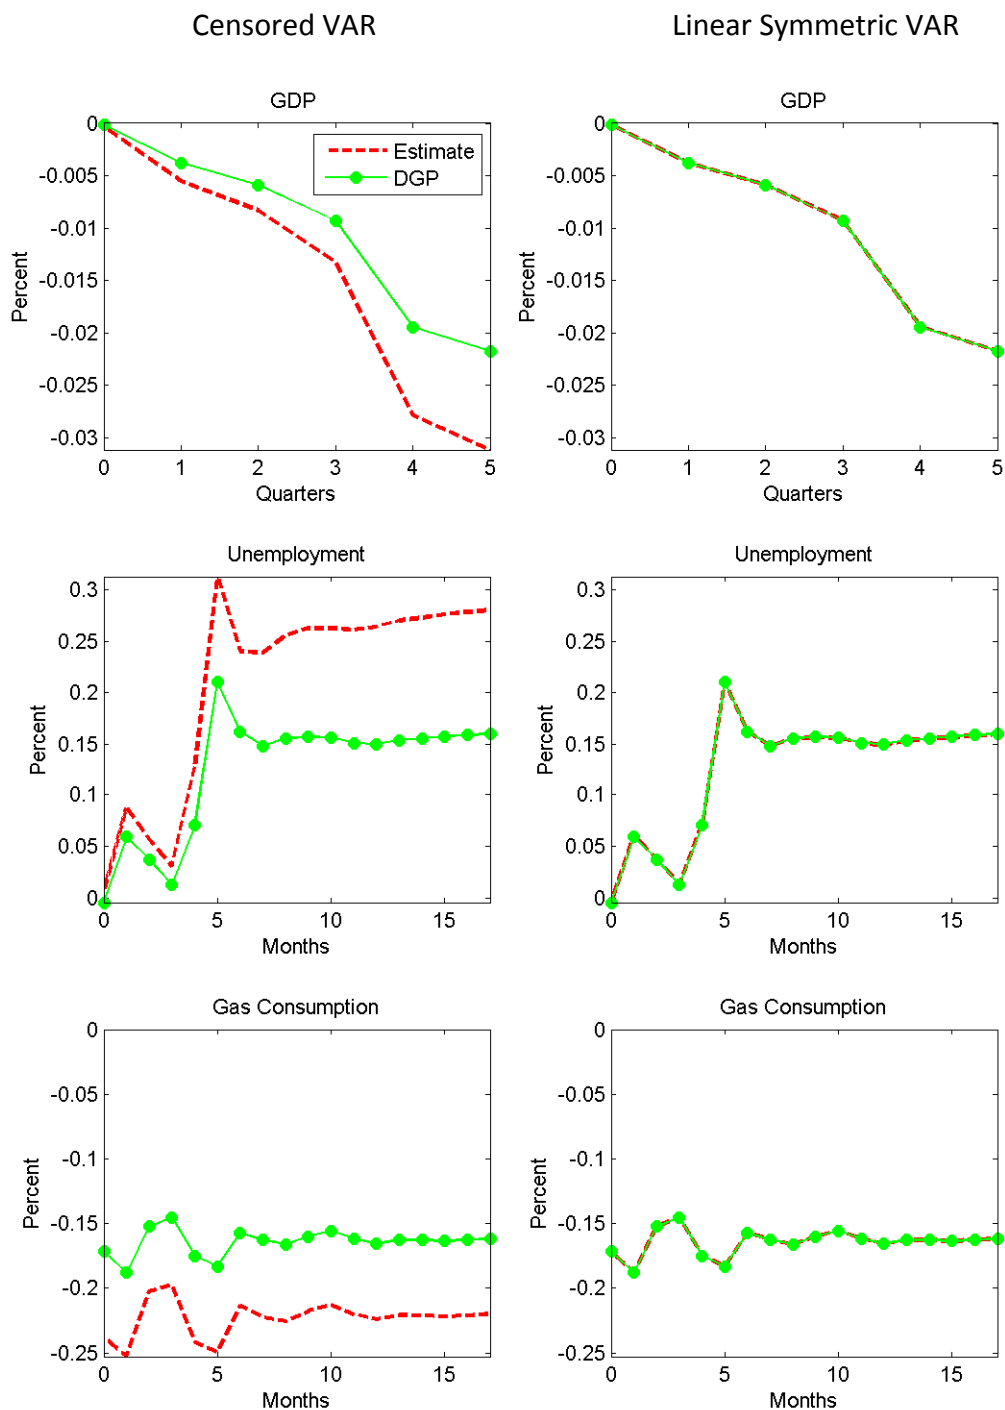 Censored VAR
Linear Symmetric VAR
GDP
0
-0.005
-0.01
-0.015
-0.02
-0.025
-0.03
Percent
Estimate
DGP
0 1 2 3 4 5
Quarters
GDP
0
-0.005
-0.01
-0.015
-0.02
-0.025
-0.03
Percent
0 1 2 3 4 5
Quarters
Unemployment
0.3
0.25
0.2
0.15
0.1
0.05
0
Percent
0 5 10 15
Months
Unemployment
0.3
0.25
0.2
0.15
0.1
0.05
0
Percent
0 5 10 15
Months
Gas Consumption
0
-0.05
-0.1
-0.15
-0.2
-0.25
Percent
0 5 10 15
Months
Gas Consumption
0
-0.05
-0.1
-0.15
-0.2
-0.25
Percent
0 5 10 15
Months